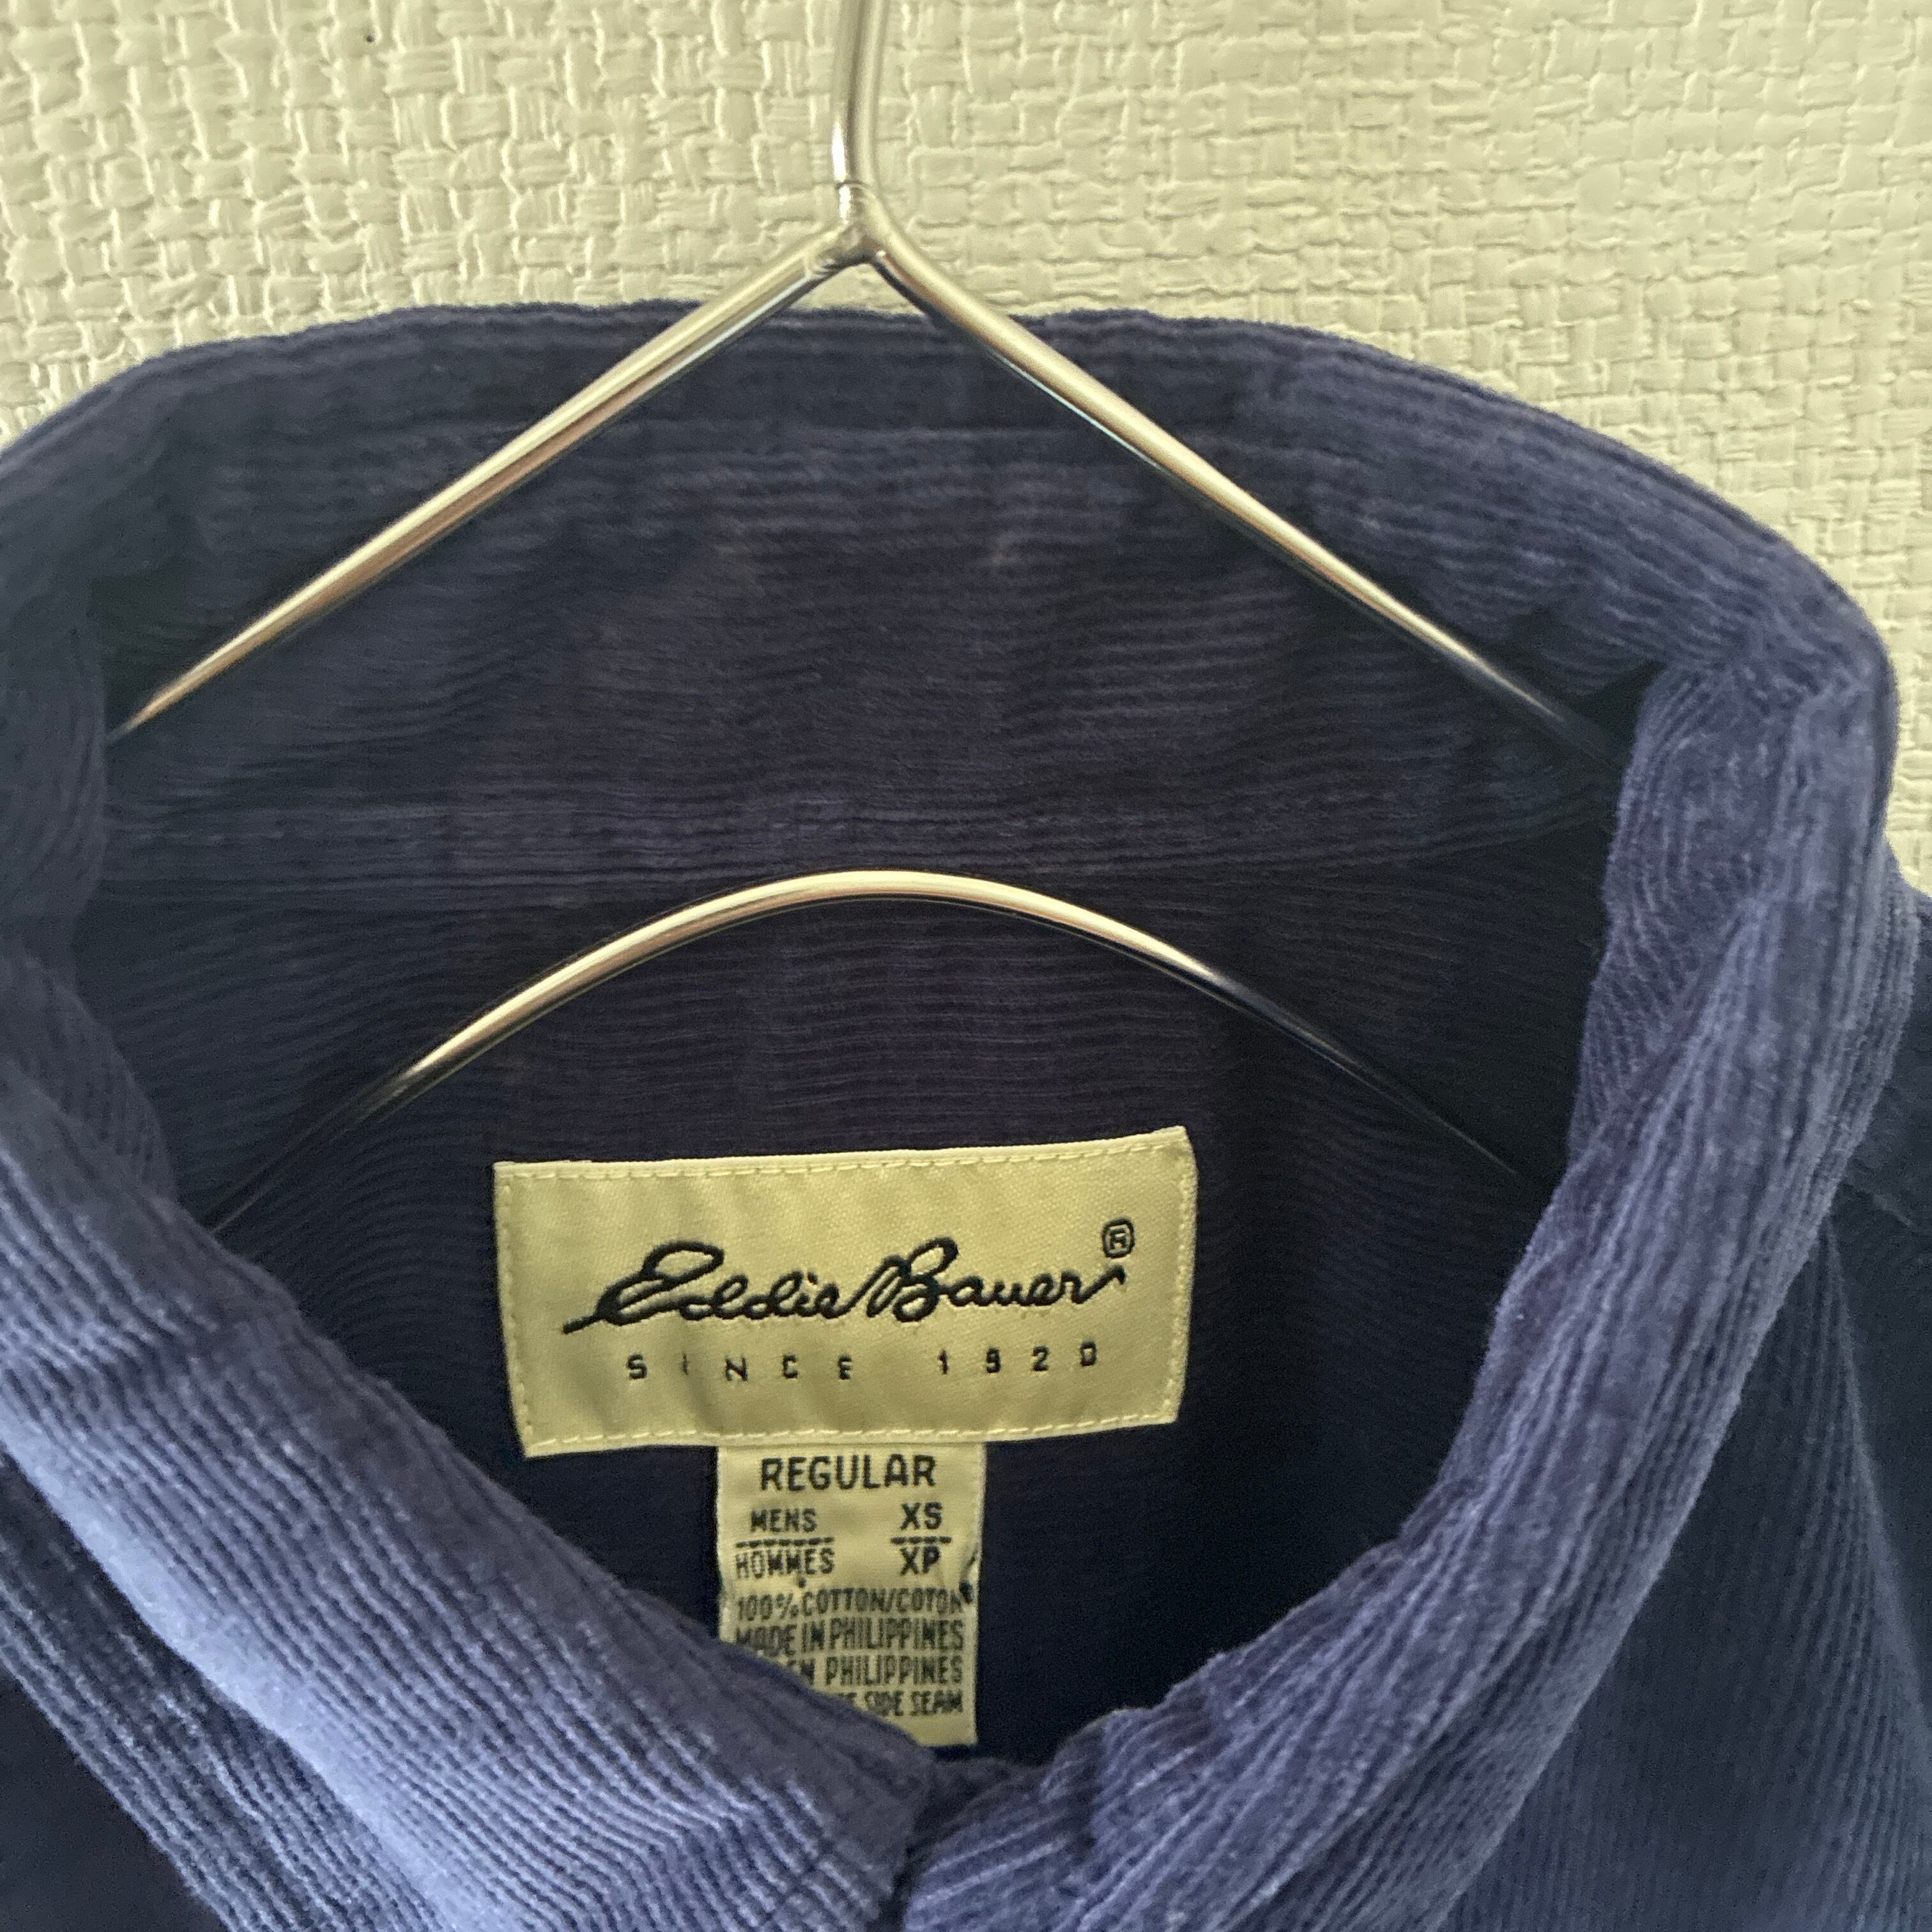 Eddie Bauer®
SINCE 1920
REGULAR
MENS XS
HOMMES XP
100% COTTON/COTON
MADE IN PHILIPPINES
EN PHILIPPINES
SIDE SEAM